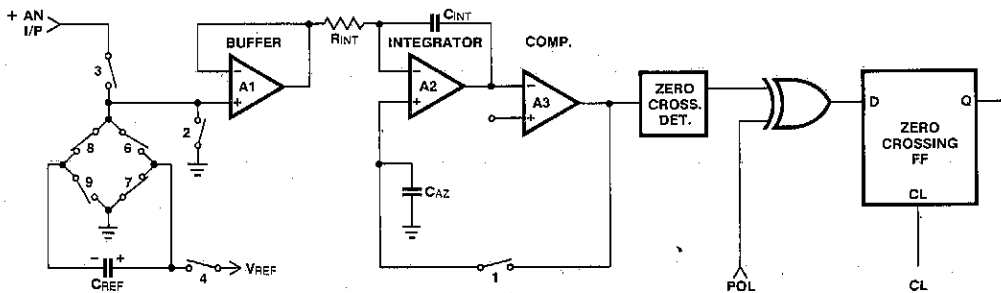 + AN
I/P
3
8
6
9
7
2
BUFFER
−
A1
+
RINT
CINT
INTEGRATOR
−
A2
+
COMP.
−
A3
+
ZERO
CROSS.
DET.
D
Q
ZERO
CROSSING
FF
CL
CAZ
1
− +
CREF
4
VREF
POL
CL